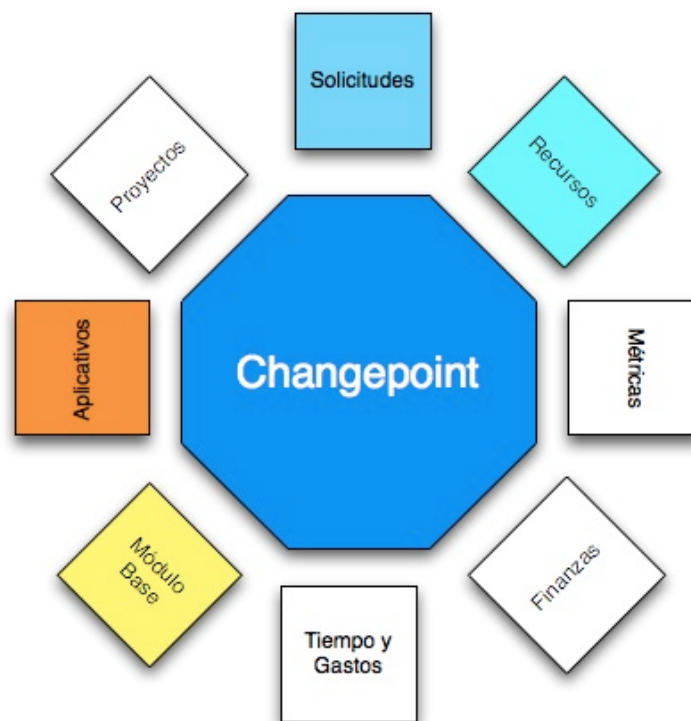 Solicitudes
Proyectos
Recursos
Aplicativos
Changepoint
Métricas
Módulo
Base
Finanzas
Tiempo y
Gastos